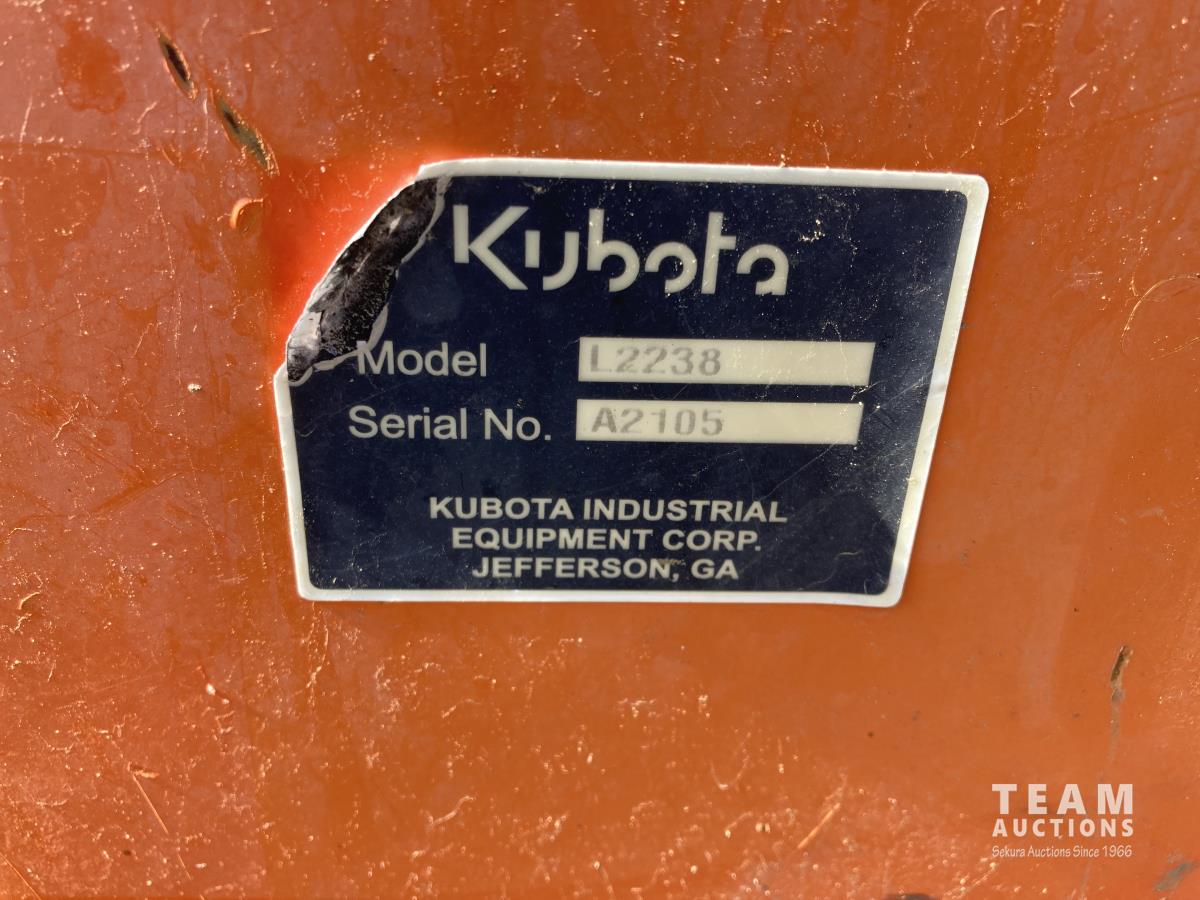 Kubota
Model L2238
Serial No. A2105
KUBOTA INDUSTRIAL
EQUIPMENT CORP.
JEFFERSON, GA
TEAM
AUCTIONS
Sekura Auctions Since 1966